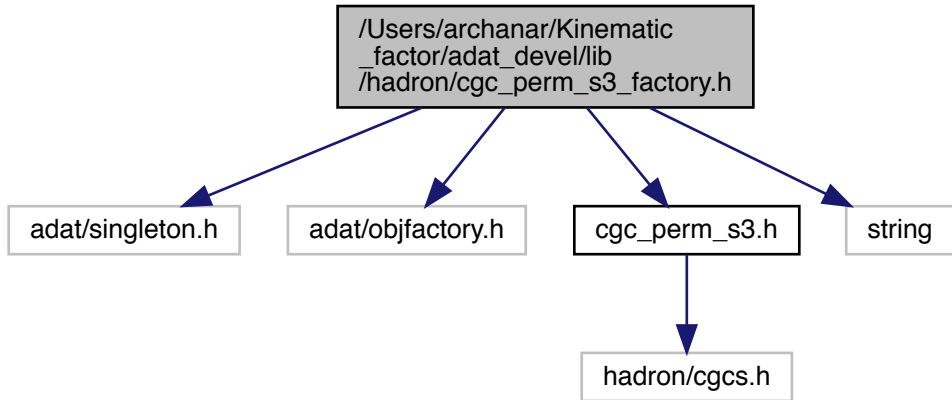 /Users/archanar/Kinematic
_factor/adat_devel/lib
/hadron/cgc_perm_s3_factory.h
adat/singleton.h
adat/objfactory.h
cgc_perm_s3.h
string
hadron/cgcs.h